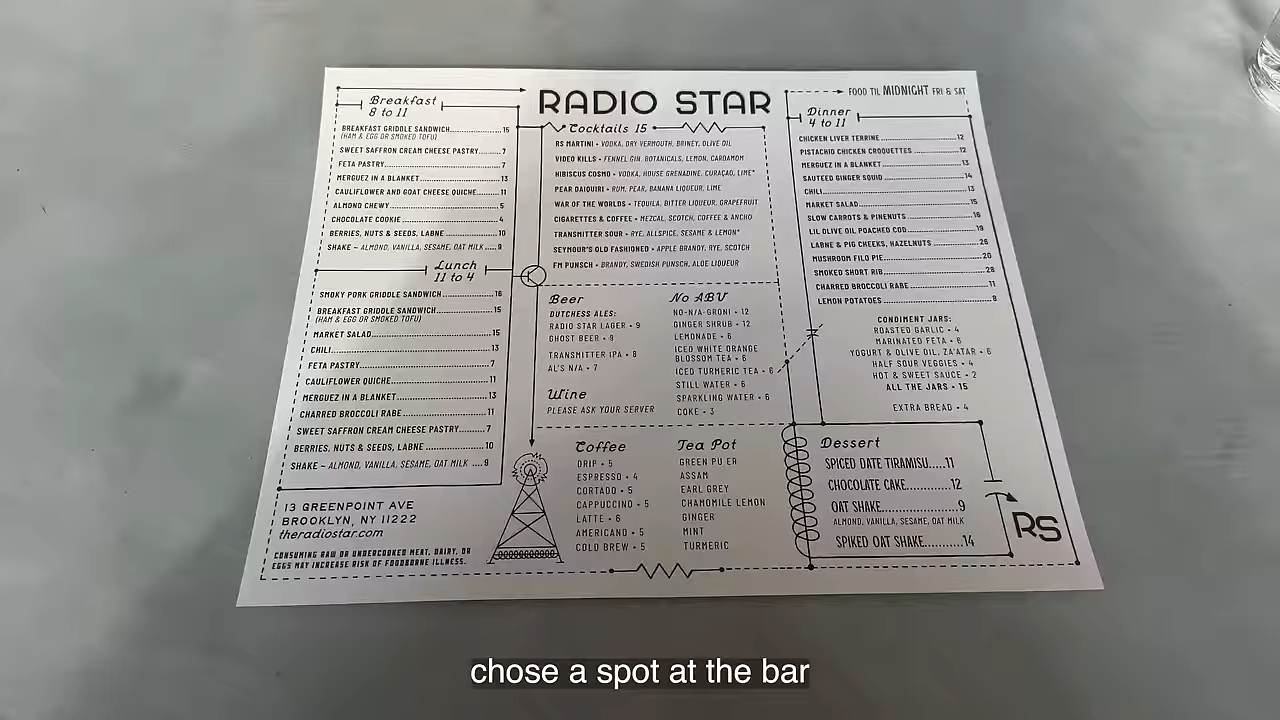 RADIO STAR
Breakfast
8 to 11
BREAKFAST GRIDDLE SANDWICH 15
(HAM & EGG OR SMOKED TOFU)
SWEET SAFFRON CREAM CHEESE PASTRY 7
FETA PASTRY 7
MERGUEZ IN A BLANKET 13
CAULIFLOWER AND GOAT CHEESE QUICHE 11
ALMOND CHEWY 5
CHOCOLATE COOKIE 4
BERRIES, NUTS & SEEDS, LABNE 10
SHAKE ~ ALMOND, VANILLA, SESAME, OAT MILK 9
Lunch
11 to 4
SMOKY PORK GRIDDLE SANDWICH 16
BREAKFAST GRIDDLE SANDWICH 15
(HAM & EGG OR SMOKED TOFU)
MARKET SALAD 15
CHILI 13
FETA PASTRY 7
CAULIFLOWER QUICHE 11
MERGUEZ IN A BLANKET 13
CHARRED BROCCOLI RABE 11
SWEET SAFFRON CREAM CHEESE PASTRY 7
BERRIES, NUTS & SEEDS, LABNE 10
SHAKE ~ ALMOND, VANILLA, SESAME, OAT MILK 9
13 GREENPOINT AVE
BROOKLYN, NY 11222
theradiostar.com
CONSUMING RAW OR UNDERCOOKED MEAT, DAIRY, OR
EGGS MAY INCREASE RISK OF FOODBORNE ILLNESS.
Cocktails 15
RS MARTINI • VODKA, DRY VERMOUTH, BRINEY, OLIVE OIL
VIDEO KILLS • FENNEL GIN, BOTANICALS, LEMON, CARDAMOM
HIBISCUS COSMO • VODKA, HOUSE GRENADINE, CURAÇAO, LIME*
PEAR DAIQUIRI • RUM, PEAR, BANANA LIQUEUR, LIME
WAR OF THE WORLDS • TEQUILA, BITTER LIQUEUR, GRAPEFRUIT
CIGARETTES & COFFEE • MEZCAL, SCOTCH, COFFEE & ANCHO
TRANSMITTER SOUR • RYE, ALLSPICE, SESAME & LEMON*
SEYMOUR'S OLD FASHIONED • APPLE BRANDY, RYE, SCOTCH
FM PUNSCH • BRANDY, SWEDISH PUNSCH, ALOE LIQUEUR
Beer
DUTCHESS ALES:
RADIO STAR LAGER • 9
GHOST BEER • 9
TRANSMITTER IPA • 8
AL'S N/A • 7
Wine
PLEASE ASK YOUR SERVER
No ABV
NO-N/A-GRONI • 12
GINGER SHRUB • 12
LEMONADE • 6
ICED WHITE ORANGE
BLOSSOM TEA • 6
ICED TURMERIC TEA • 6
STILL WATER • 6
SPARKLING WATER • 6
COKE • 3
Coffee
DRIP • 5
ESPRESSO • 4
CORTADO • 5
CAPPUCCINO • 5
LATTE • 6
AMERICANO • 5
COLD BREW • 5
Tea Pot
GREEN PU ER
ASSAM
EARL GREY
CHAMOMILE LEMON
GINGER
MINT
TURMERIC
FOOD TIL MIDNIGHT FRI & SAT
Dinner
4 to 11
CHICKEN LIVER TERRINE 12
PISTACHIO CHICKEN CROQUETTES 12
MERGUEZ IN A BLANKET 13
SAUTEED GINGER SQUID 14
CHILI 13
MARKET SALAD 15
SLOW CARROTS & PINENUTS 16
LIL OLIVE OIL POACHED COD 19
LABNE & PIG CHEEKS, HAZELNUTS 26
MUSHROOM FILO PIE 20
SMOKED SHORT RIB 28
CHARRED BROCCOLI RABE 11
LEMON POTATOES 8
CONDIMENT JARS:
ROASTED GARLIC • 4
MARINATED FETA • 6
YOGURT & OLIVE OIL, ZA'ATAR • 6
HALF SOUR VEGGIES • 4
HOT & SWEET SAUCE • 2
ALL THE JARS • 15
EXTRA BREAD • 4
Dessert
SPICED DATE TIRAMISU 11
CHOCOLATE CAKE 12
OAT SHAKE 9
ALMOND, VANILLA, SESAME, OAT MILK
SPIKED OAT SHAKE 14
RS
chose a spot at the bar